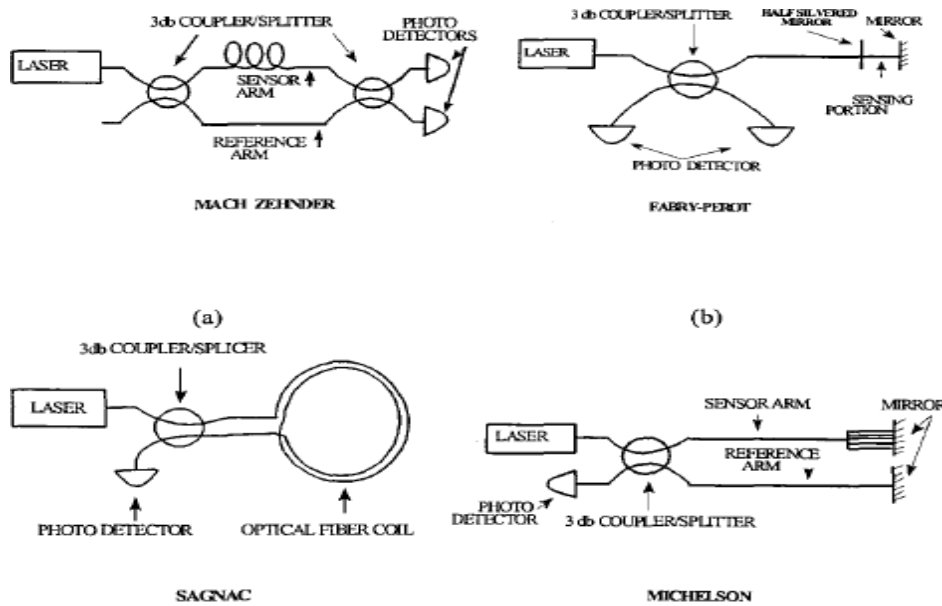 3db COUPLER/SPLITTER
PHOTO
DETECTORS
LASER
SENSOR
ARM
REFERENCE
ARM
MACH ZEHNDER
(a)
3 db COUPLER/SPLITTER
HALF SILVERED
MIRROR
MIRROR
LASER
SENSING
PORTION
PHOTO DETECTOR
FABRY-PEROT
(b)
3db COUPLER/SPLICER
LASER
PHOTO DETECTOR
OPTICAL FIBER COIL
SAGNAC
SENSOR ARM
MIRROR
LASER
REFERENCE
ARM
PHOTO
DETECTOR
3 db COUPLER/SPLITTER
MICHELSON